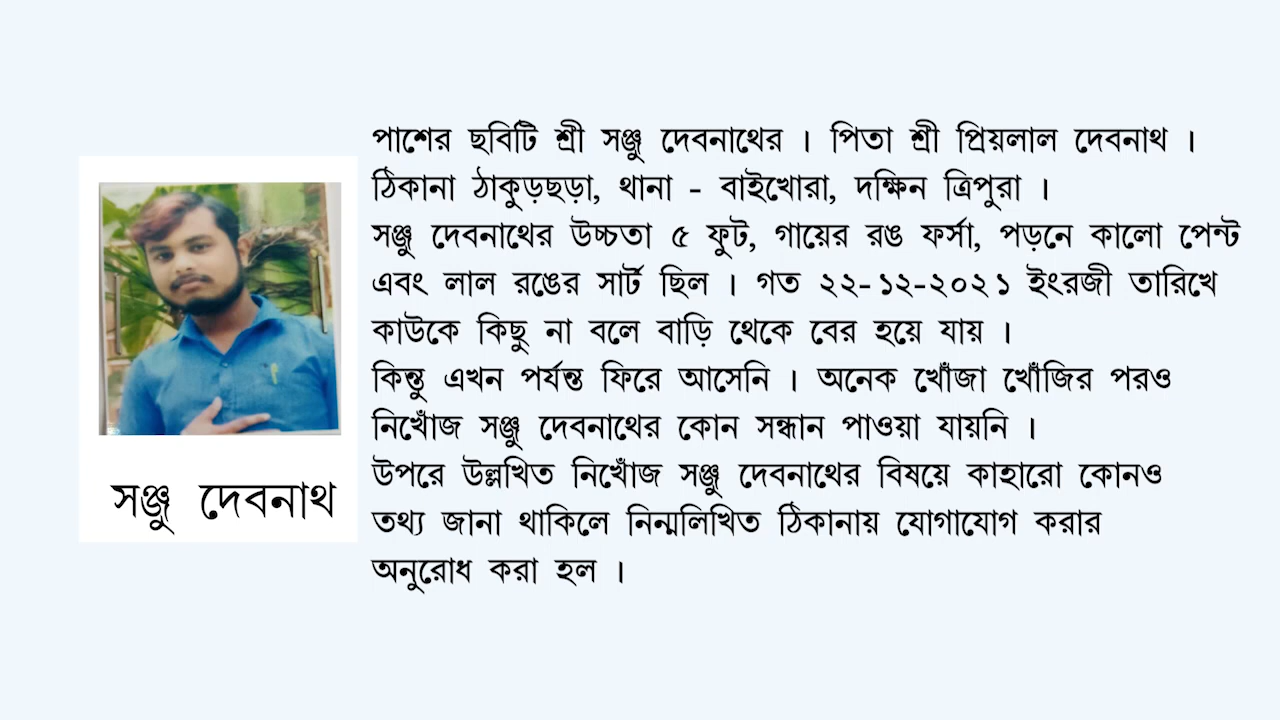 পাশের ছবিটি শ্রী সঞ্জু দেবনাথের । পিতা শ্রী প্রিয়লাল দেবনাথ ।
ঠিকানা ঠাকুড়ছড়া, থানা - বাইখোরা, দক্ষিন ত্রিপুরা ।
সঞ্জু দেবনাথের উচ্চতা ৫ ফুট, গায়ের রঙ ফর্সা, পড়নে কালো পেন্ট
এবং লাল রঙের সার্ট ছিল । গত ২২-১২-২০২১ ইংরজী তারিখে
কাউকে কিছু না বলে বাড়ি থেকে বের হয়ে যায় ।
কিন্তু এখন পর্যন্ত ফিরে আসেনি । অনেক খোঁজা খোঁজির পরও
নিখোঁজ সঞ্জু দেবনাথের কোন সন্ধান পাওয়া যায়নি ।
উপরে উল্লখিত নিখোঁজ সঞ্জু দেবনাথের বিষয়ে কাহারো কোনও
তথ্য জানা থাকিলে নিন্মলিখিত ঠিকানায় যোগাযোগ করার
অনুরোধ করা হল ।
সঞ্জু দেবনাথ